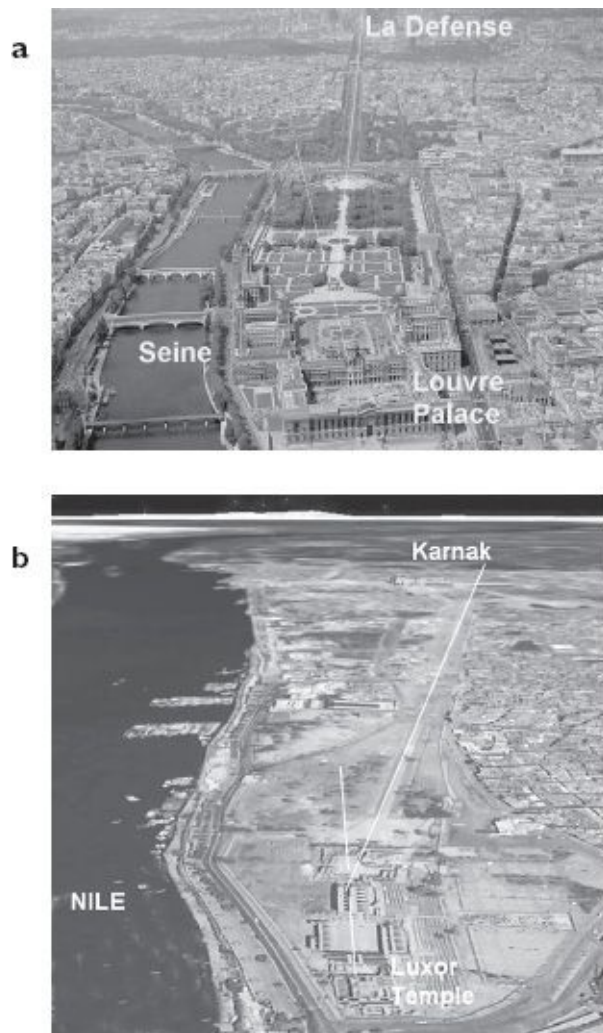 a
La Defense
Seine
Louvre
Palace
b
Karnak
NILE
Luxor
Temple